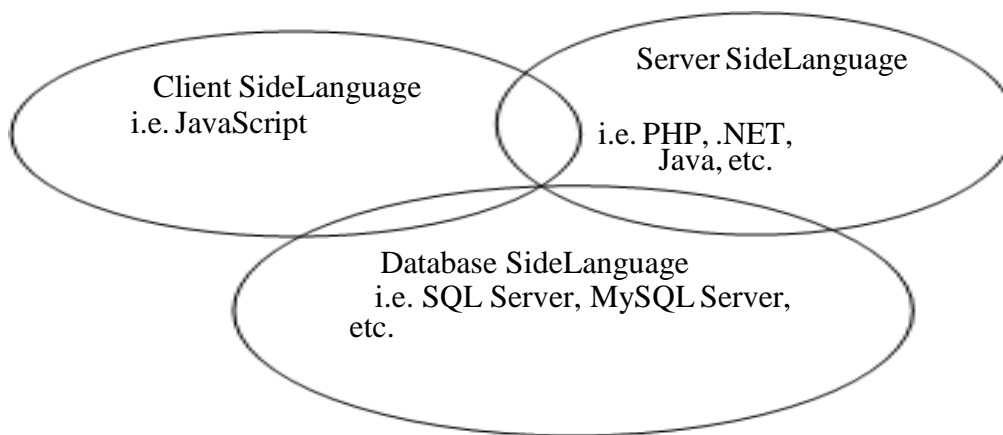 Client SideLanguage
i.e. JavaScript
Server SideLanguage
i.e. PHP, .NET,
Java, etc.
Database SideLanguage
i.e. SQL Server, MySQL Server,
etc.